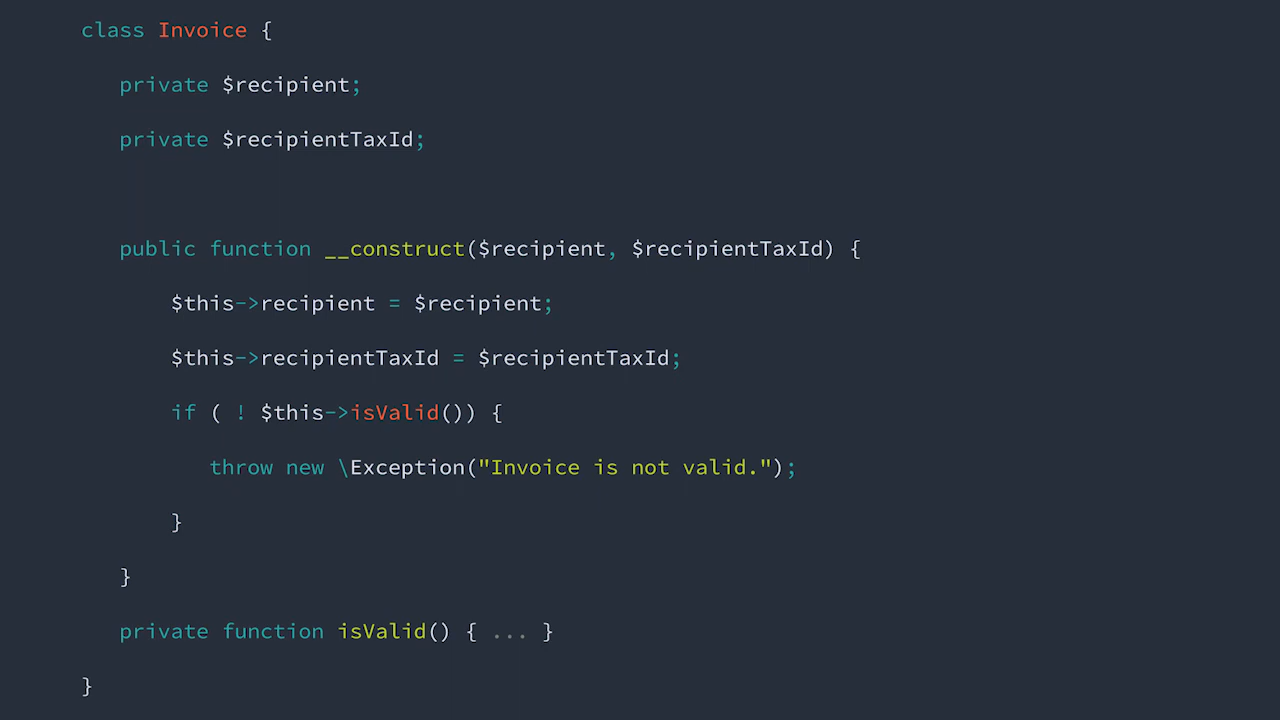 class Invoice {
private $recipient;
private $recipientTaxId;
public function __construct($recipient, $recipientTaxId) {
$this->recipient = $recipient;
$this->recipientTaxId = $recipientTaxId;
if ( ! $this->isValid()) {
throw new \Exception("Invoice is not valid.");
}
}
private function isValid() { ... }
}